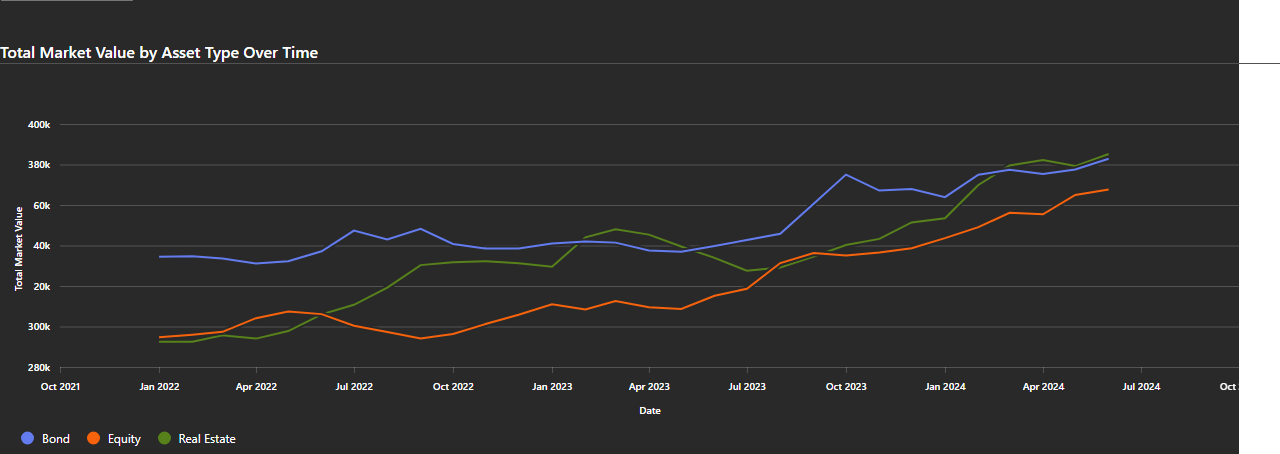 Total Market Value by Asset Type Over Time
400k
380k
60k
40k
20k
300k
280k
Total Market Value
Oct 2021 Jan 2022 Apr 2022 Jul 2022 Oct 2022 Jan 2023 Apr 2023 Jul 2023 Oct 2023 Jan 2024 Apr 2024 Jul 2024 Oct
Date
Bond Equity Real Estate